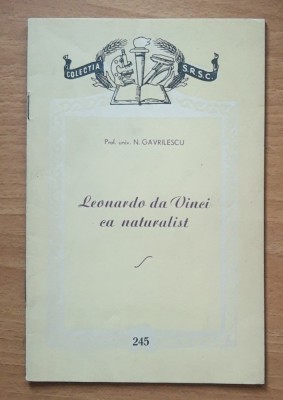 COLECȚIA S.R.S.C.
Prof. univ. N. GAVRILESCU
Leonardo da Vinci
ca naturalist
245